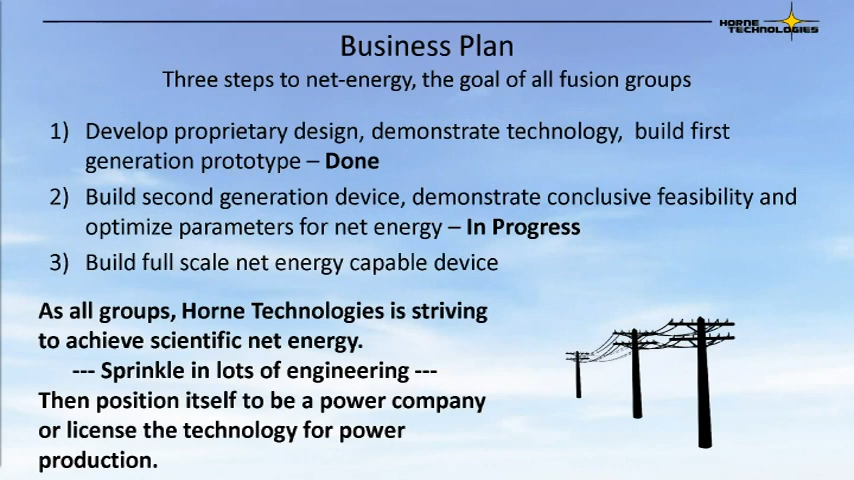 HORNE
TECHNOLOGIES
Business Plan
Three steps to net-energy, the goal of all fusion groups
1) Develop proprietary design, demonstrate technology, build first
generation prototype – Done
2) Build second generation device, demonstrate conclusive feasibility and
optimize parameters for net energy – In Progress
3) Build full scale net energy capable device
As all groups, Horne Technologies is striving
to achieve scientific net energy.
--- Sprinkle in lots of engineering ---
Then position itself to be a power company
or license the technology for power
production.